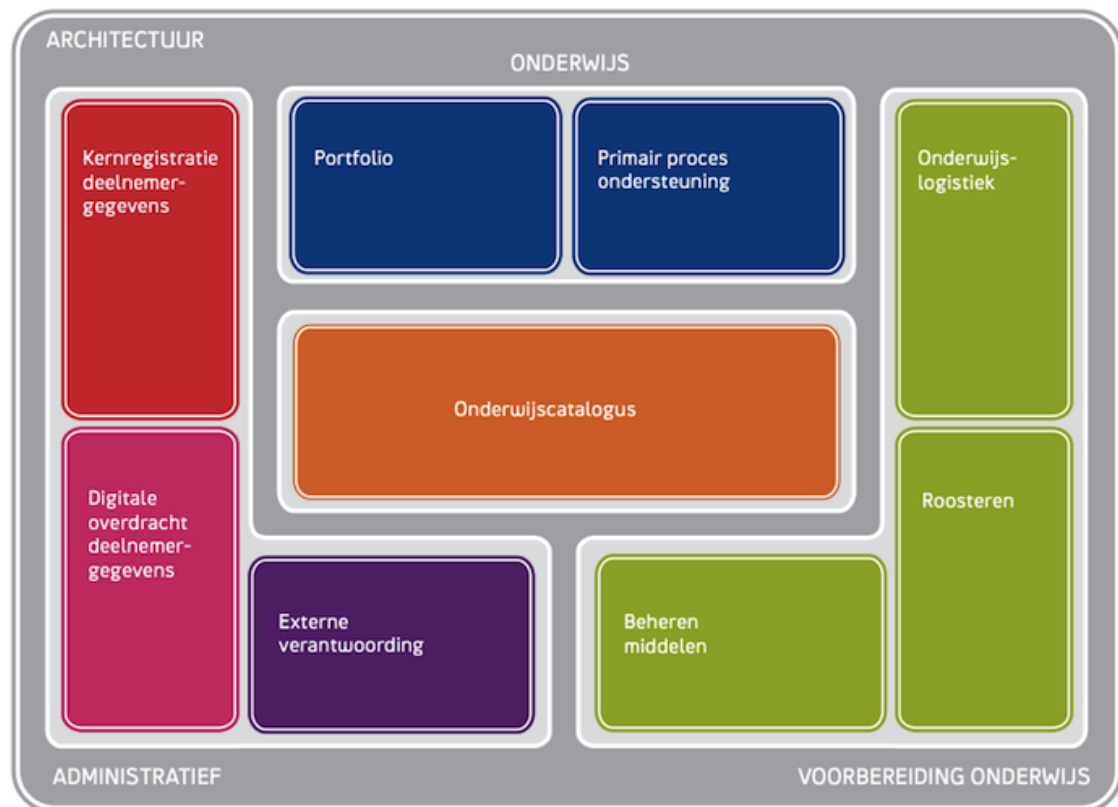 ARCHITECTUUR
ONDERWIJS
Kernregistratie
deelnemer-
gegevens
Portfolio
Primair proces
ondersteuning
Onderwijs-
logistiek
Onderwijscatalogus
Digitale
overdracht
deelnemer-
gegevens
Roosteren
Externe
verantwoording
Beheren
middelen
ADMINISTRATIEF
VOORBEREIDING ONDERWIJS